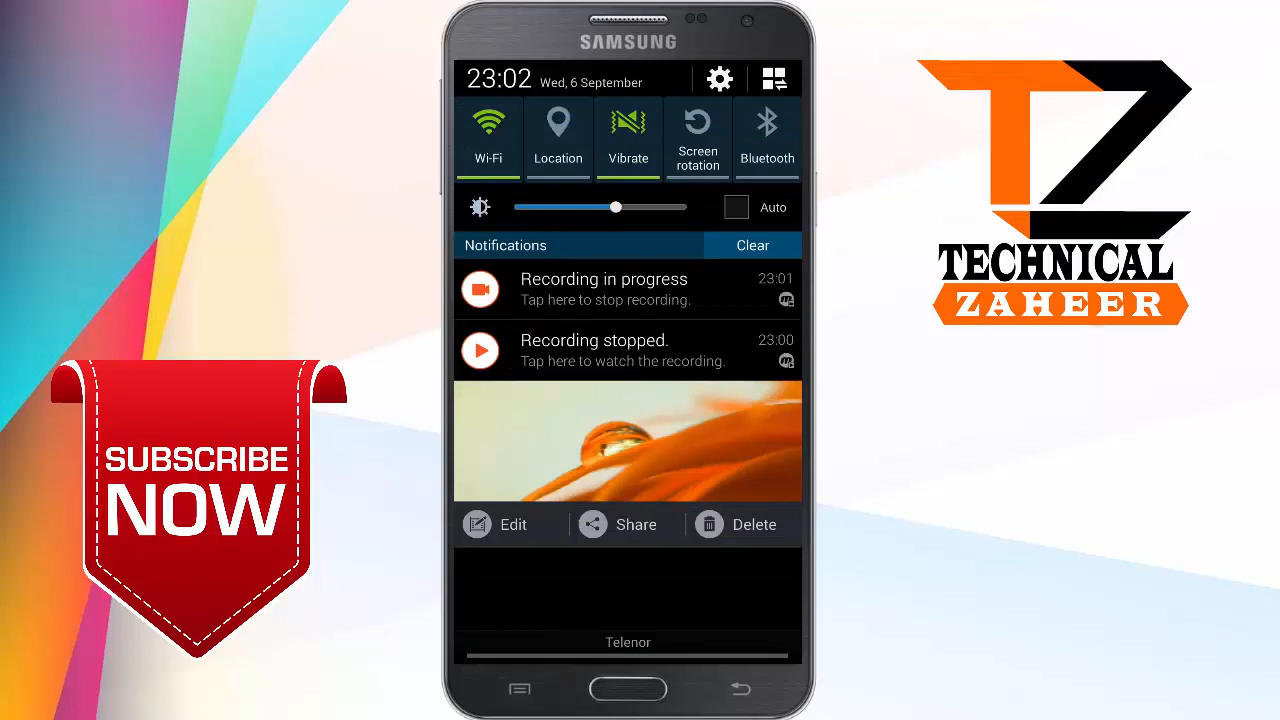 SAMSUNG
23:02 Wed, 6 September
Wi-Fi
Location
Vibrate
Screen
rotation
Bluetooth
Auto
Notifications
Clear
Recording in progress
23:01
Tap here to stop recording.
Recording stopped.
23:00
Tap here to watch the recording.
Edit
Share
Delete
Telenor
SUBSCRIBE
NOW
TZ
TECHNICAL
ZAHEER